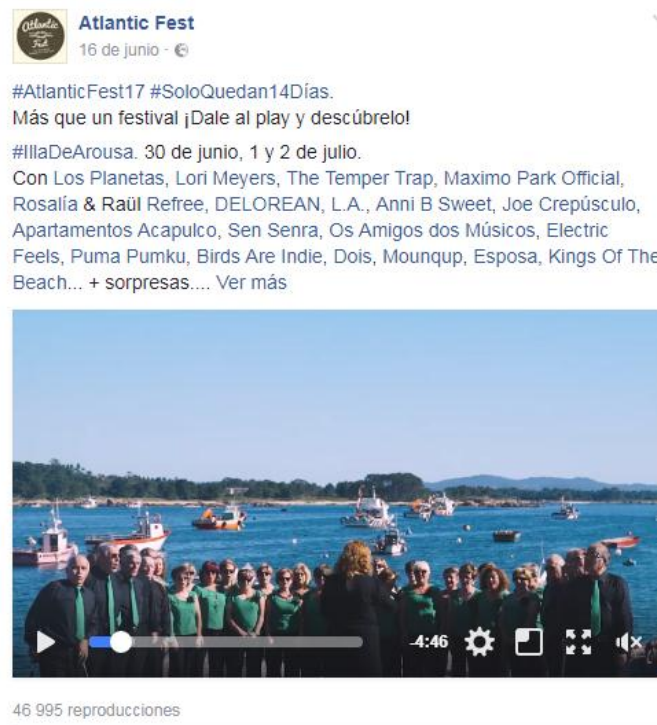 Atlantic Fest
Atlantic
Fest
16 de junio ·
#AtlanticFest17 #SoloQuedan14Días.
Más que un festival ¡Dale al play y descúbrelo!
#IllaDeArousa. 30 de junio, 1 y 2 de julio.
Con Los Planetas, Lori Meyers, The Temper Trap, Maximo Park Official,
Rosalía & Raül Refree, DELOREAN, L.A., Anni B Sweet, Joe Crepúsculo,
Apartamentos Acapulco, Sen Senra, Os Amigos dos Músicos, Electric
Feels, Puma Pumku, Birds Are Indie, Dois, Mounqup, Esposa, Kings Of The
Beach... + sorpresas.... Ver más
-4:46
46 995 reproducciones